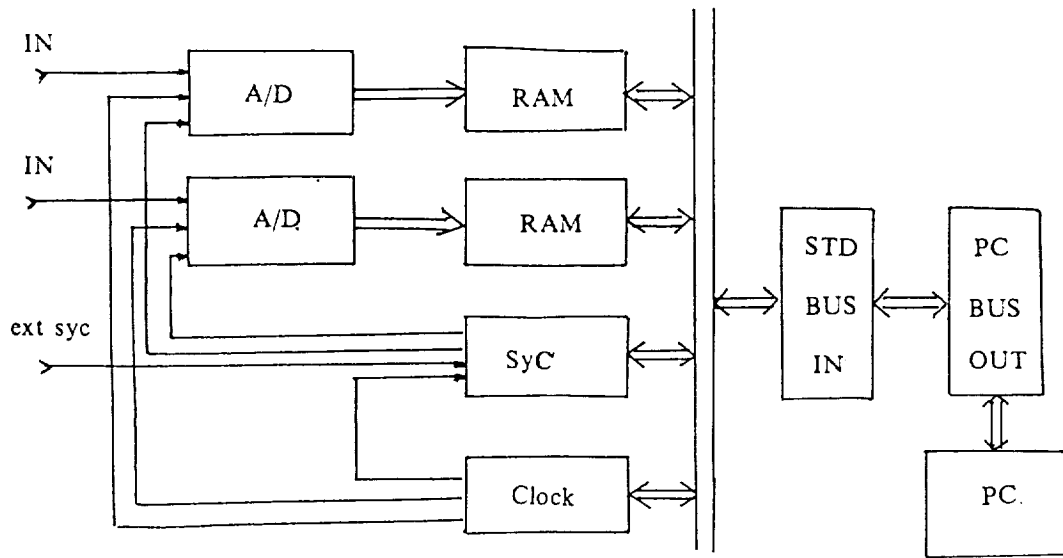 IN
A/D
RAM
IN
A/D.
RAM
STD
BUS
IN
PC
BUS
OUT
ext syc
SyC
Clock
PC.